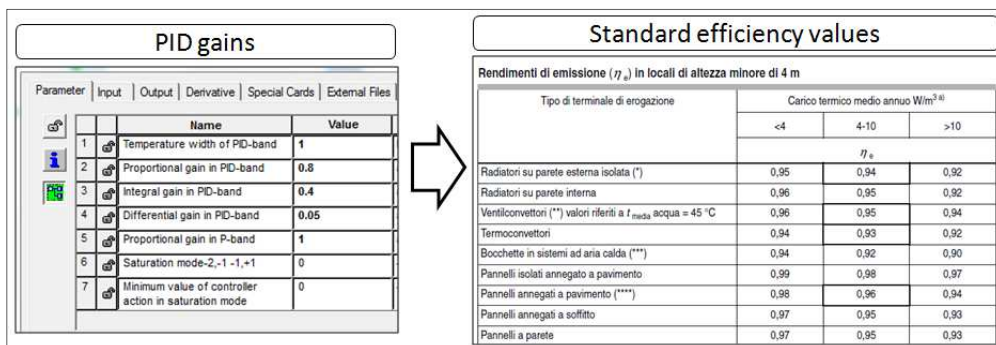 PID gains
Standard efficiency values
Parameter Input Output Derivative Special Cards External Files
Name Value
1 Temperature width of PID-band 1
2 Proportional gain in PID-band 0.8
3 Integral gain in PID-band 0.4
4 Differential gain in PID-band 0.05
5 Proportional gain in P-band 1
6 Saturation mode-2,-1 -1,+1 0
7 Minimum value of controller 0
action in saturation mode
Rendimenti di emissione (η e) in locali di altezza minore di 4 m
Tipo di terminale di erogazione Carico termico medio annuo W/m³ a)
<4 4-10 >10
η e
Radiatori su parete esterna isolata (*) 0,95 0,94 0,92
Radiatori su parete interna 0,96 0,95 0,92
Ventilconvettori (**) valori riferiti a t media acqua = 45 °C 0,96 0,95 0,94
Termoconvettori 0,94 0,93 0,92
Bocchette in sistemi ad aria calda (***) 0,94 0,92 0,90
Pannelli isolati annegato a pavimento 0,99 0,98 0,97
Pannelli annegati a pavimento (****) 0,98 0,96 0,94
Pannelli annegati a soffitto 0,97 0,95 0,93
Pannelli a parete 0,97 0,95 0,93